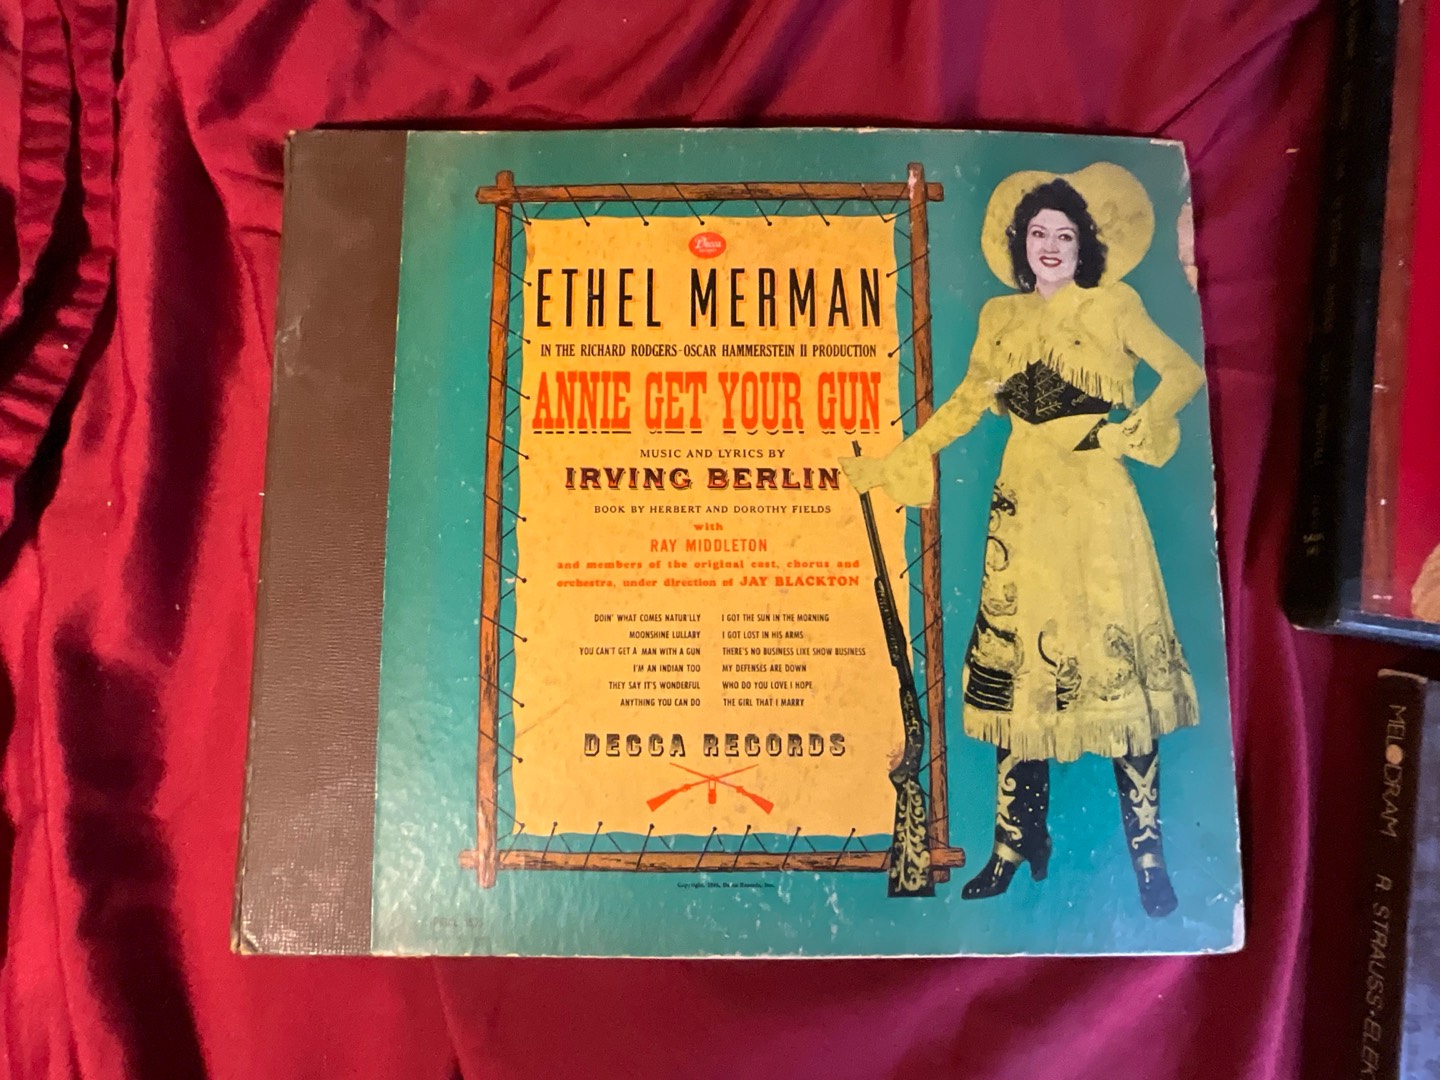 Decca
ETHEL MERMAN
IN THE RICHARD RODGERS-OSCAR HAMMERSTEIN II PRODUCTION
ANNIE GET YOUR GUN
MUSIC AND LYRICS BY
IRVING BERLIN
BOOK BY HERBERT AND DOROTHY FIELDS
with
RAY MIDDLETON
and members of the original cast, chorus and
orchestra, under direction of JAY BLACKTON
DOIN' WHAT COMES NATUR'LLY
MOONSHINE LULLABY
YOU CAN'T GET A MAN WITH A GUN
I'M AN INDIAN TOO
THEY SAY IT'S WONDERFUL
ANYTHING YOU CAN DO
I GOT THE SUN IN THE MORNING
I GOT LOST IN HIS ARMS
THERE'S NO BUSINESS LIKE SHOW BUSINESS
MY DEFENSES ARE DOWN
WHO DO YOU LOVE I HOPE
THE GIRL THAT I MARRY
DECCA RECORDS
MELODRAM R STRAUSS·ELEK